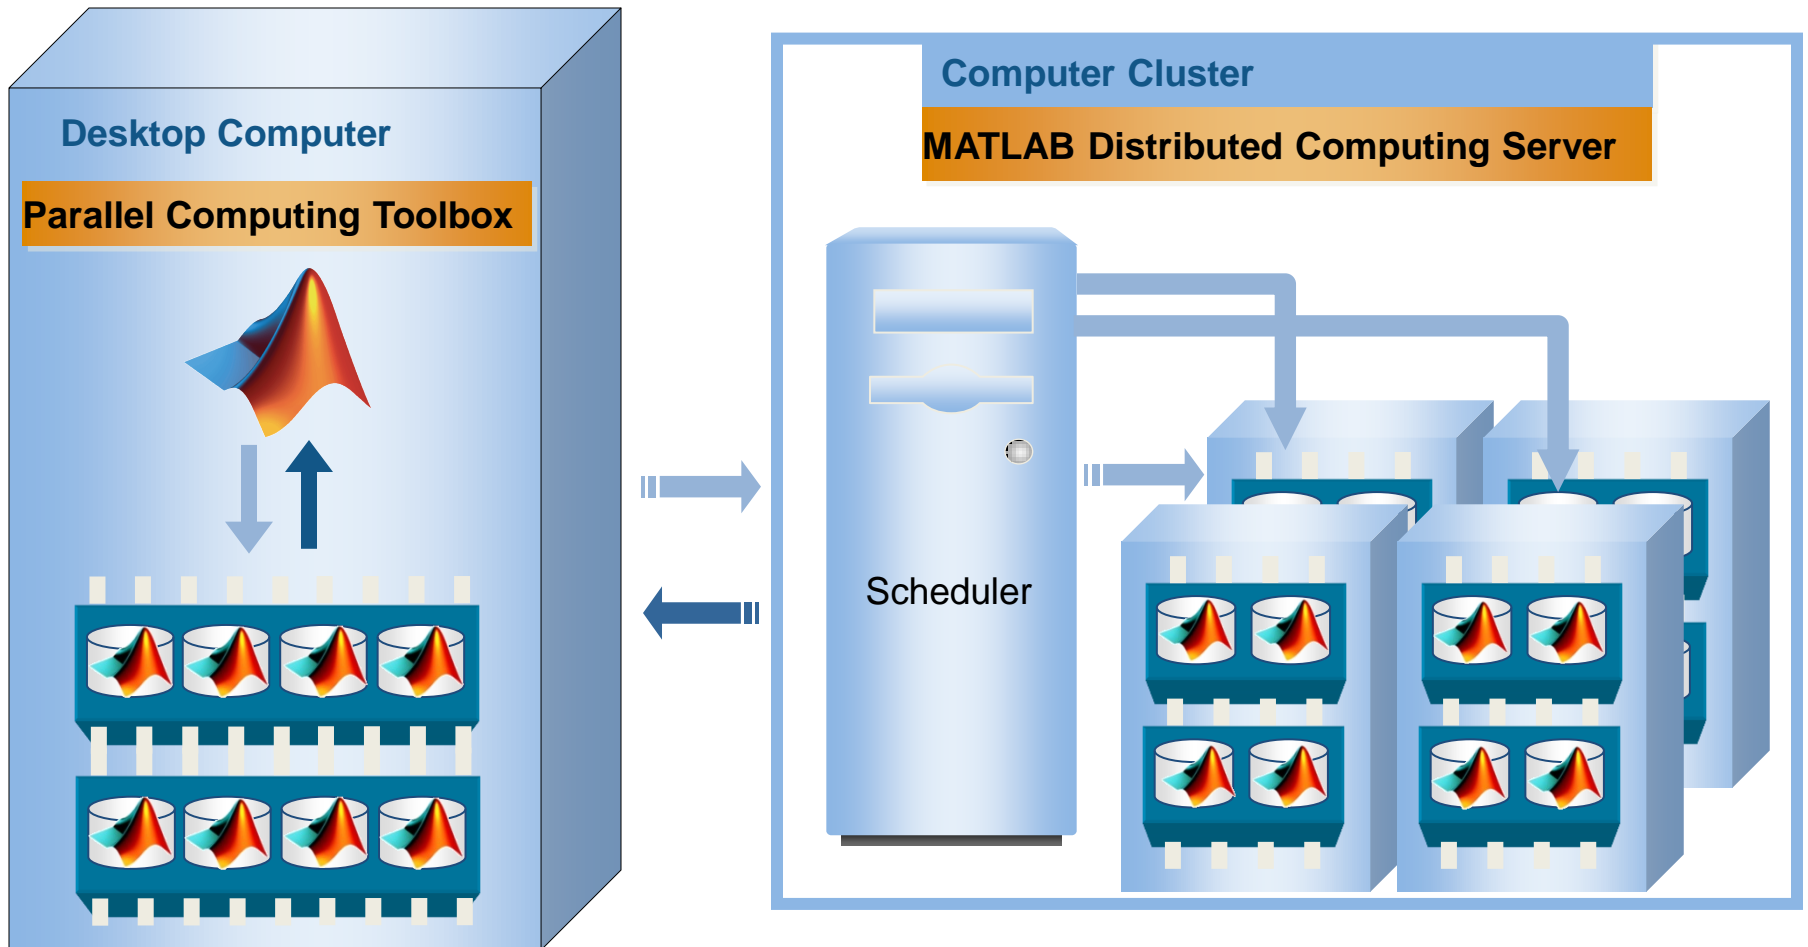 Desktop Computer
Parallel Computing Toolbox
Computer Cluster
MATLAB Distributed Computing Server
Scheduler